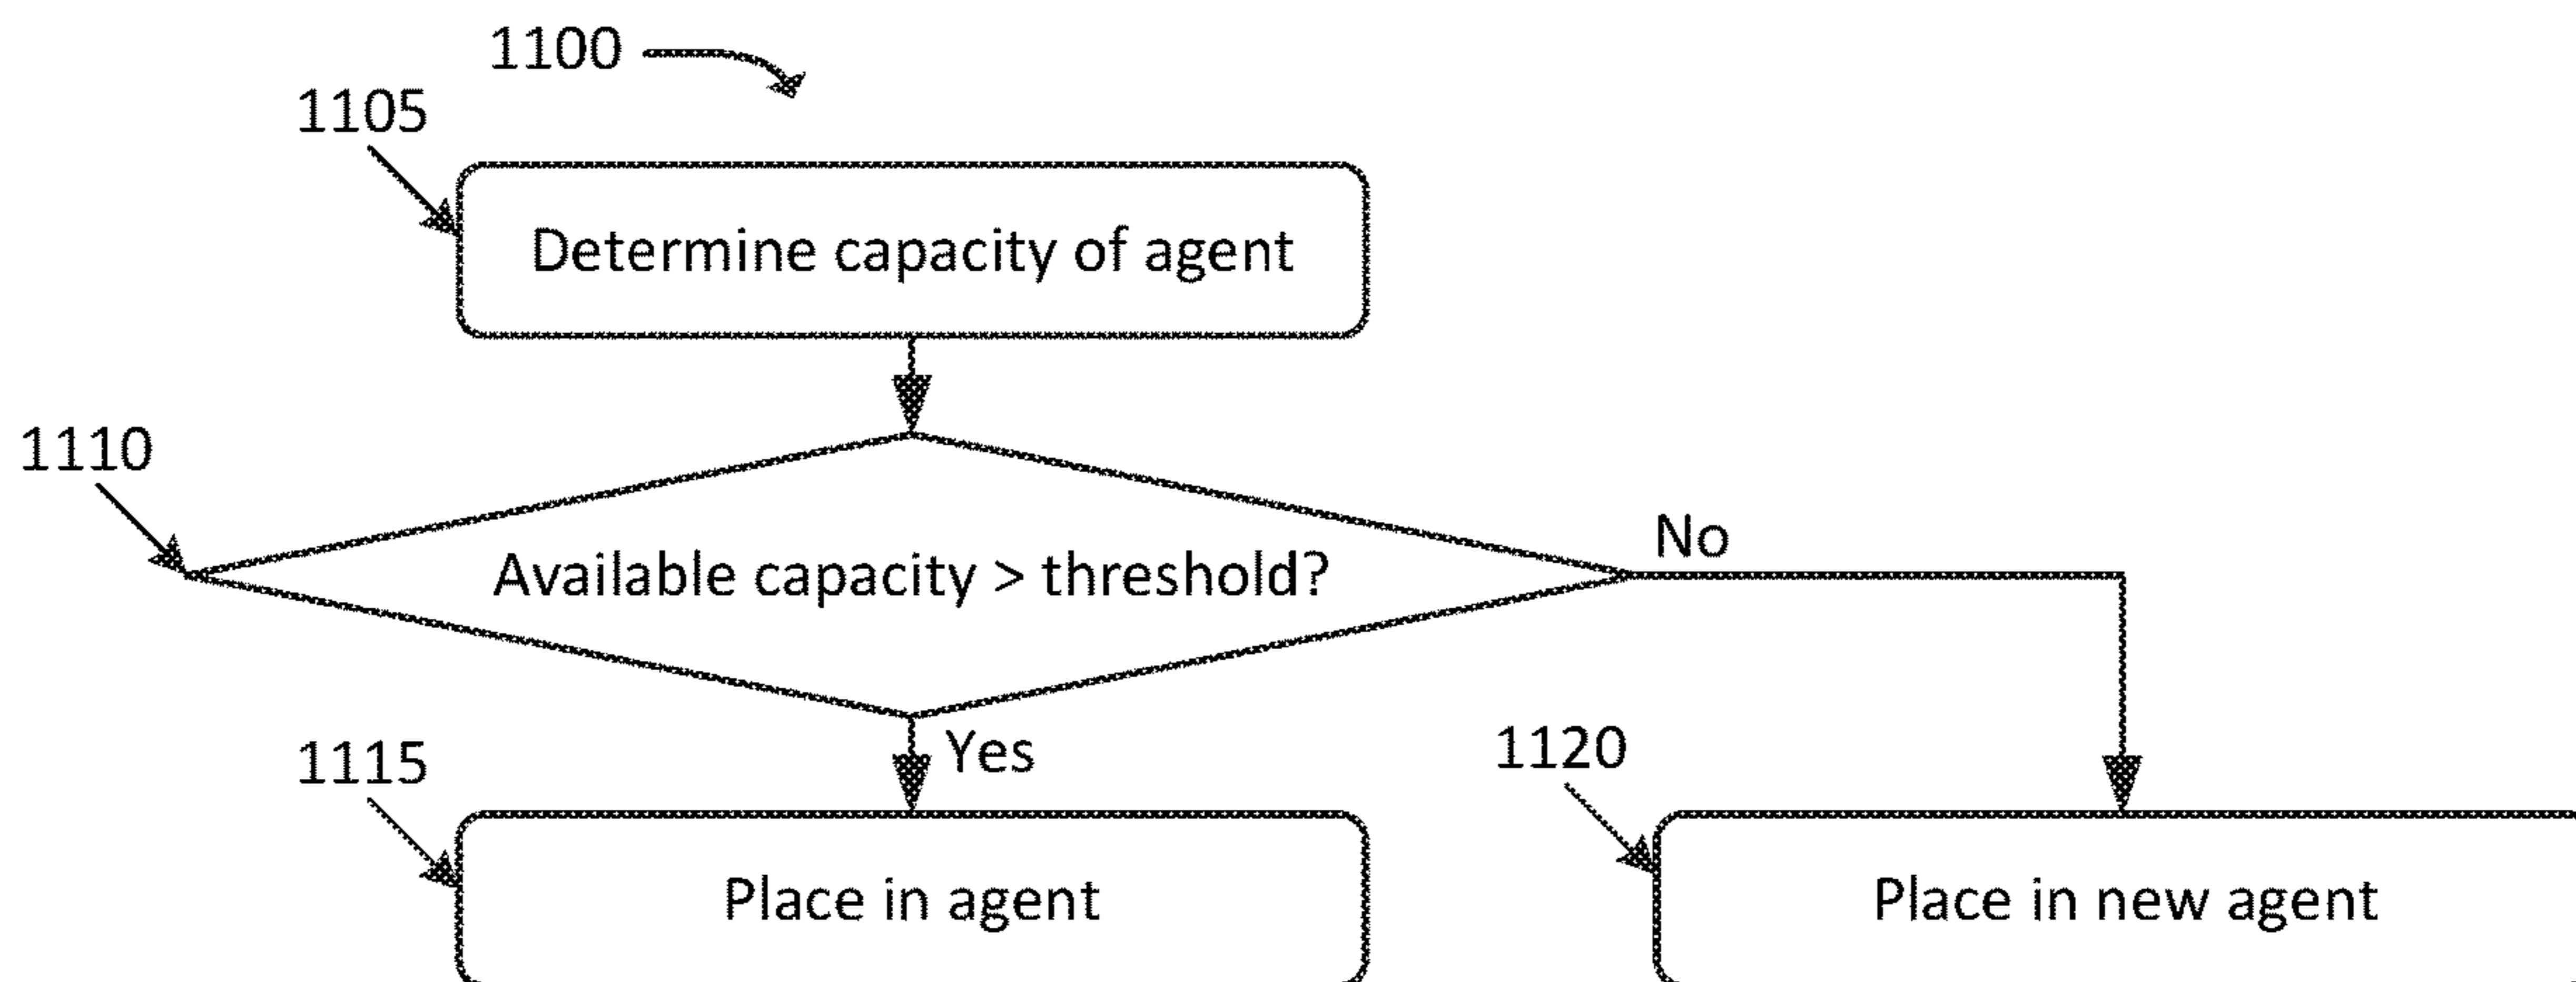 1100
1105
Determine capacity of agent
1110
Available capacity > threshold?
No
Yes
1115
1120
Place in agent
Place in new agent